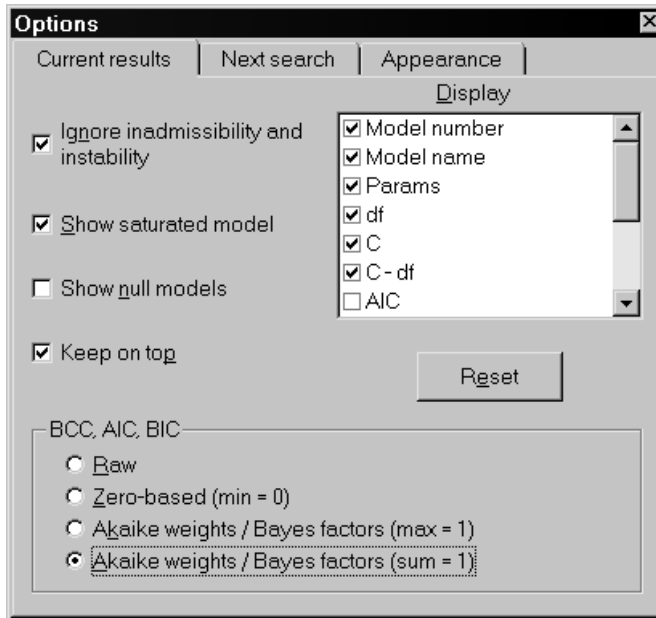 Options
Current results
Next search
Appearance
Ignore inadmissibility and
instability
Show saturated model
Show null models
Keep on top
Display
Model number
Model name
Params
df
C
C - df
AIC
Reset
BCC, AIC, BIC
Raw
Zero-based (min = 0)
Akaike weights / Bayes factors (max = 1)
Akaike weights / Bayes factors (sum = 1)